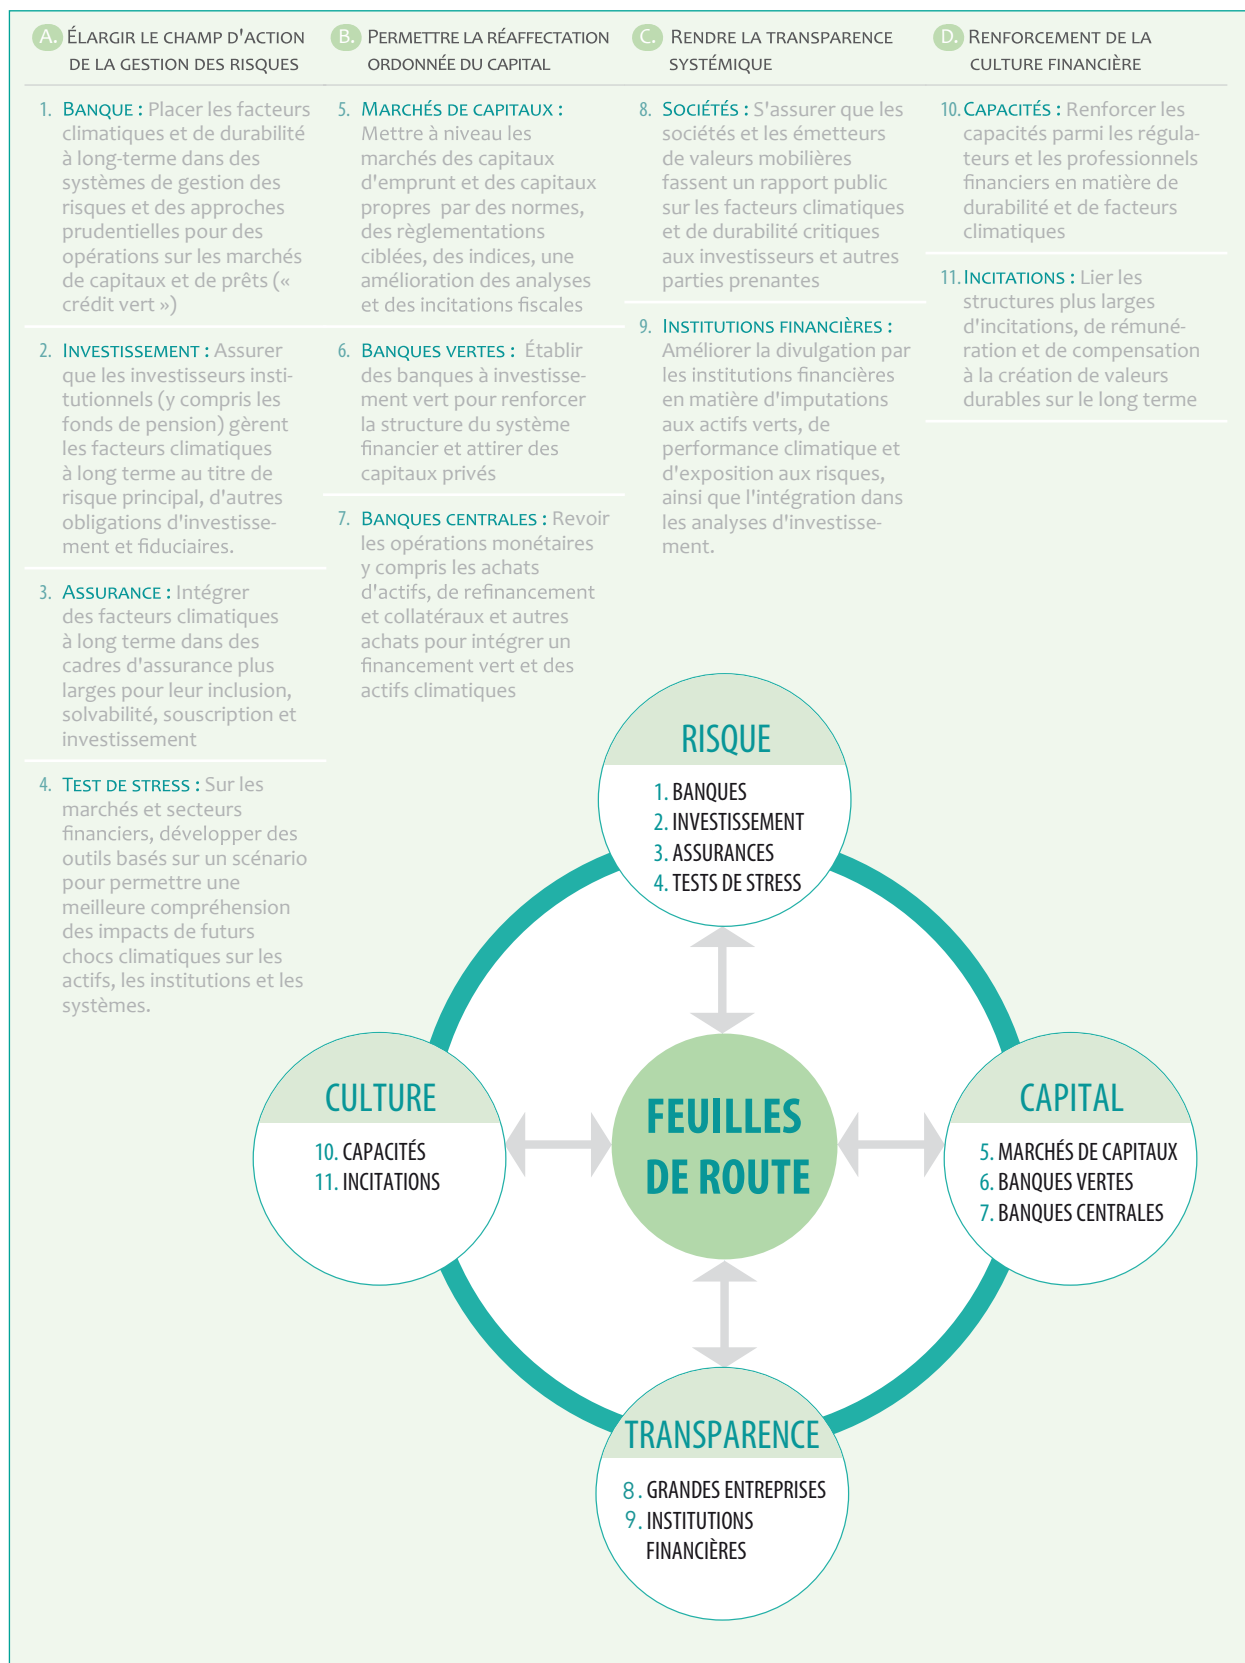 A. ÉLARGIR LE CHAMP D'ACTION
DE LA GESTION DES RISQUES
1. BANQUE : Placer les facteurs
climatiques et de durabilité
à long-terme dans des
systèmes de gestion des
risques et des approches
prudentielles pour des
opérations sur les marchés
de capitaux et de prêts («
crédit vert »)
2. INVESTISSEMENT : Assurer
que les investisseurs insti-
tutionnels (y compris les
fonds de pension) gèrent
les facteurs climatiques
à long terme au titre de
risque principal, d'autres
obligations d'investisse-
ment et fiduciaires.
3. ASSURANCE : Intégrer
des facteurs climatiques
à long terme dans des
cadres d'assurance plus
larges pour leur inclusion,
solvabilité, souscription et
investissement
4. TEST DE STRESS : Sur les
marchés et secteurs
financiers, développer des
outils basés sur un scénario
pour permettre une
meilleure compréhension
des impacts de futurs
chocs climatiques sur les
actifs, les institutions et les
systèmes.
B. PERMETTRE LA RÉAFFECTATION
ORDONNÉE DU CAPITAL
5. MARCHÉS DE CAPITAUX :
Mettre à niveau les
marchés des capitaux
d'emprunt et des capitaux
propres par des normes,
des règlementations
ciblées, des indices, une
amélioration des analyses
et des incitations fiscales
6. BANQUES VERTES : Établir
des banques à investisse-
ment vert pour renforcer
la structure du système
financier et attirer des
capitaux privés
7. BANQUES CENTRALES : Revoir
les opérations monétaires
y compris les achats
d'actifs, de refinancement
et collatéraux et autres
achats pour intégrer un
financement vert et des
actifs climatiques
C. RENDRE LA TRANSPARENCE
SYSTÉMIQUE
8. SOCIÉTÉS : S'assurer que les
sociétés et les émetteurs
de valeurs mobilières
fassent un rapport public
sur les facteurs climatiques
et de durabilité critiques
aux investisseurs et autres
parties prenantes
9. INSTITUTIONS FINANCIÈRES :
Améliorer la divulgation par
les institutions financières
en matière d'imputations
aux actifs verts, de
performance climatique et
d'exposition aux risques,
ainsi que l'intégration dans
les analyses d'investisse-
ment.
D. RENFORCEMENT DE LA
CULTURE FINANCIÈRE
10. CAPACITÉS : Renforcer les
capacités parmi les régula-
teurs et les professionnels
financiers en matière de
durabilité et de facteurs
climatiques
11. INCITATIONS : Lier les
structures plus larges
d'incitations, de rémuné-
ration et de compensation
à la création de valeurs
durables sur le long terme
RISQUE
1. BANQUES
2. INVESTISSEMENT
3. ASSURANCES
4. TESTS DE STRESS
CULTURE
10. CAPACITÉS
11. INCITATIONS
FEUILLES
DE ROUTE
CAPITAL
5. MARCHÉS DE CAPITAUX
6. BANQUES VERTES
7. BANQUES CENTRALES
TRANSPARENCE
8. GRANDES ENTREPRISES
9. INSTITUTIONS
FINANCIÈRES